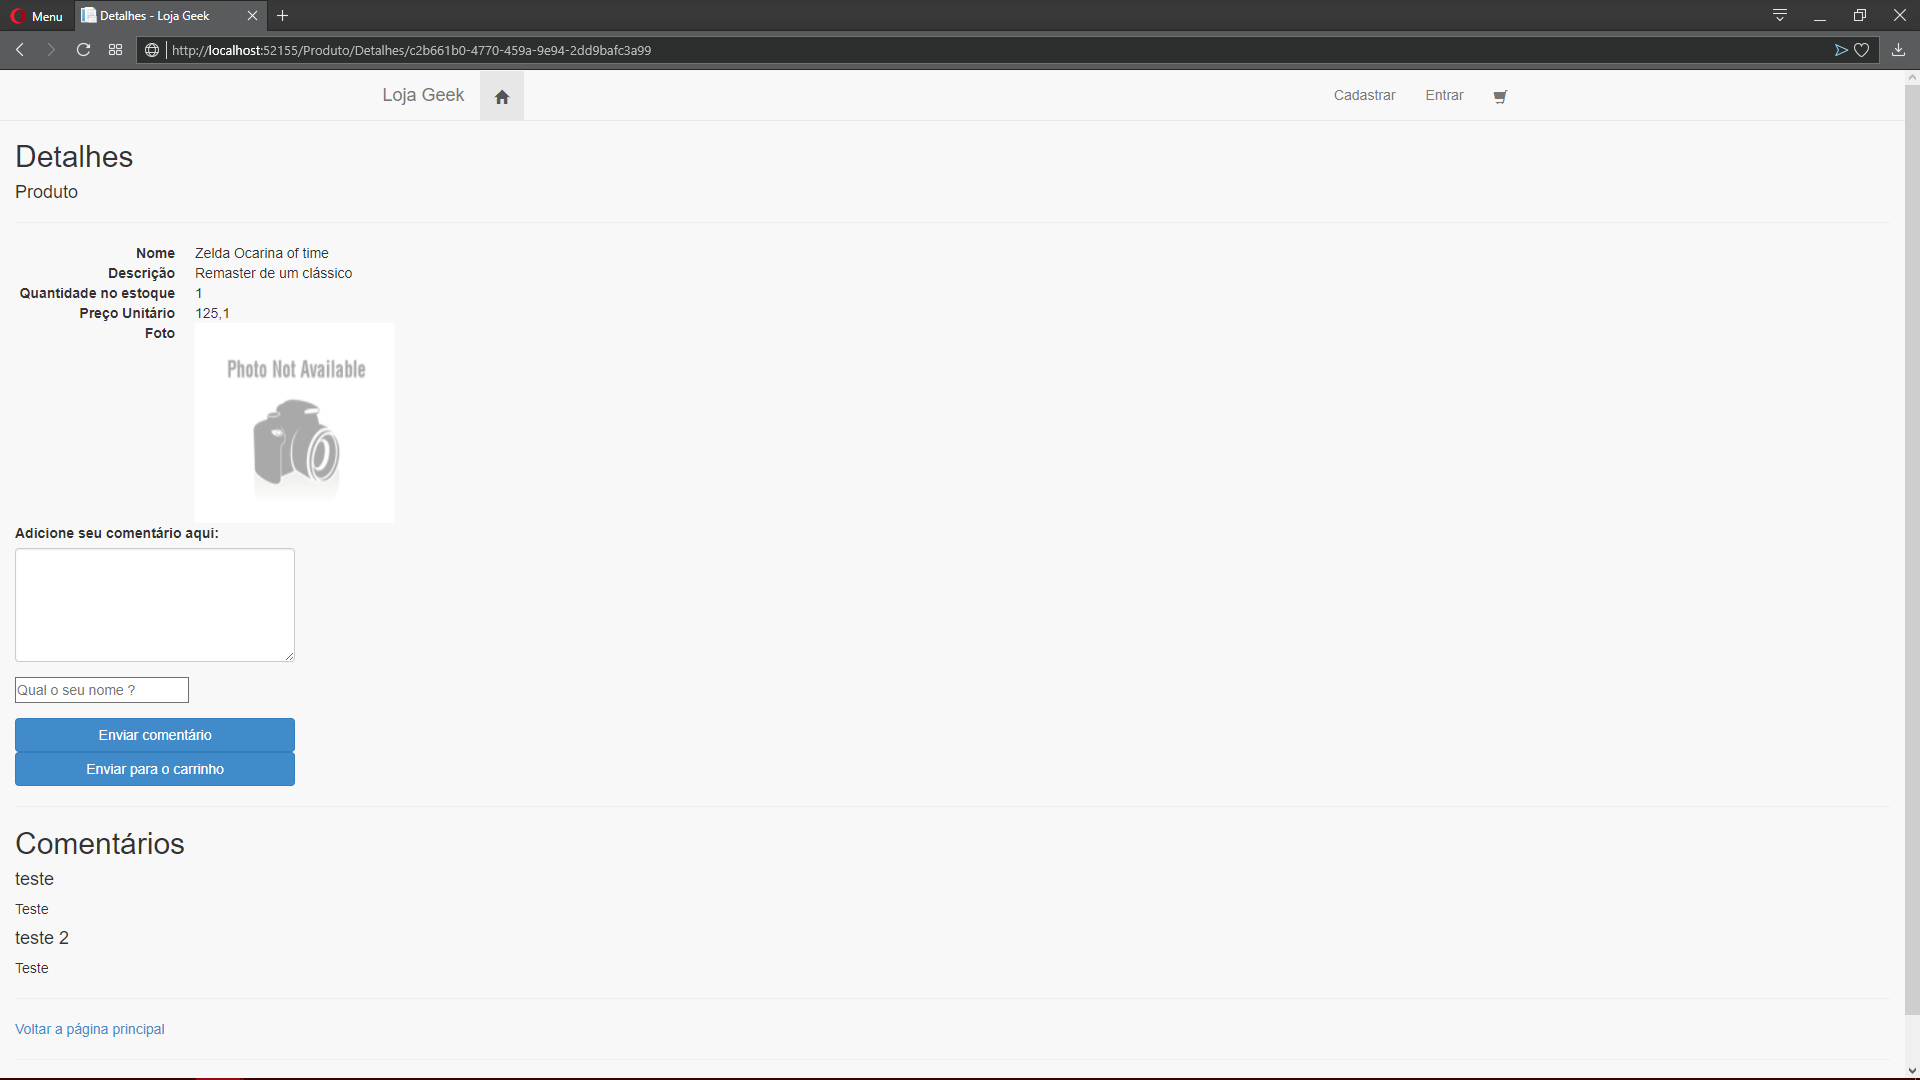 Menu
Detalhes - Loja Geek
http://localhost:52155/Produto/Detalhes/c2b661b0-4770-459a-9e94-2dd9bafc3a99
Loja Geek
Cadastrar
Entrar
Detalhes
Produto
Nome Zelda Ocarina of time
Descrição Remaster de um clássico
Quantidade no estoque 1
Preço Unitário 125,1
Foto
Photo Not Available
Adicione seu comentário aqui:
Qual o seu nome ?
Enviar comentário
Enviar para o carrinho
Comentários
teste
Teste
teste 2
Teste
Voltar a página principal